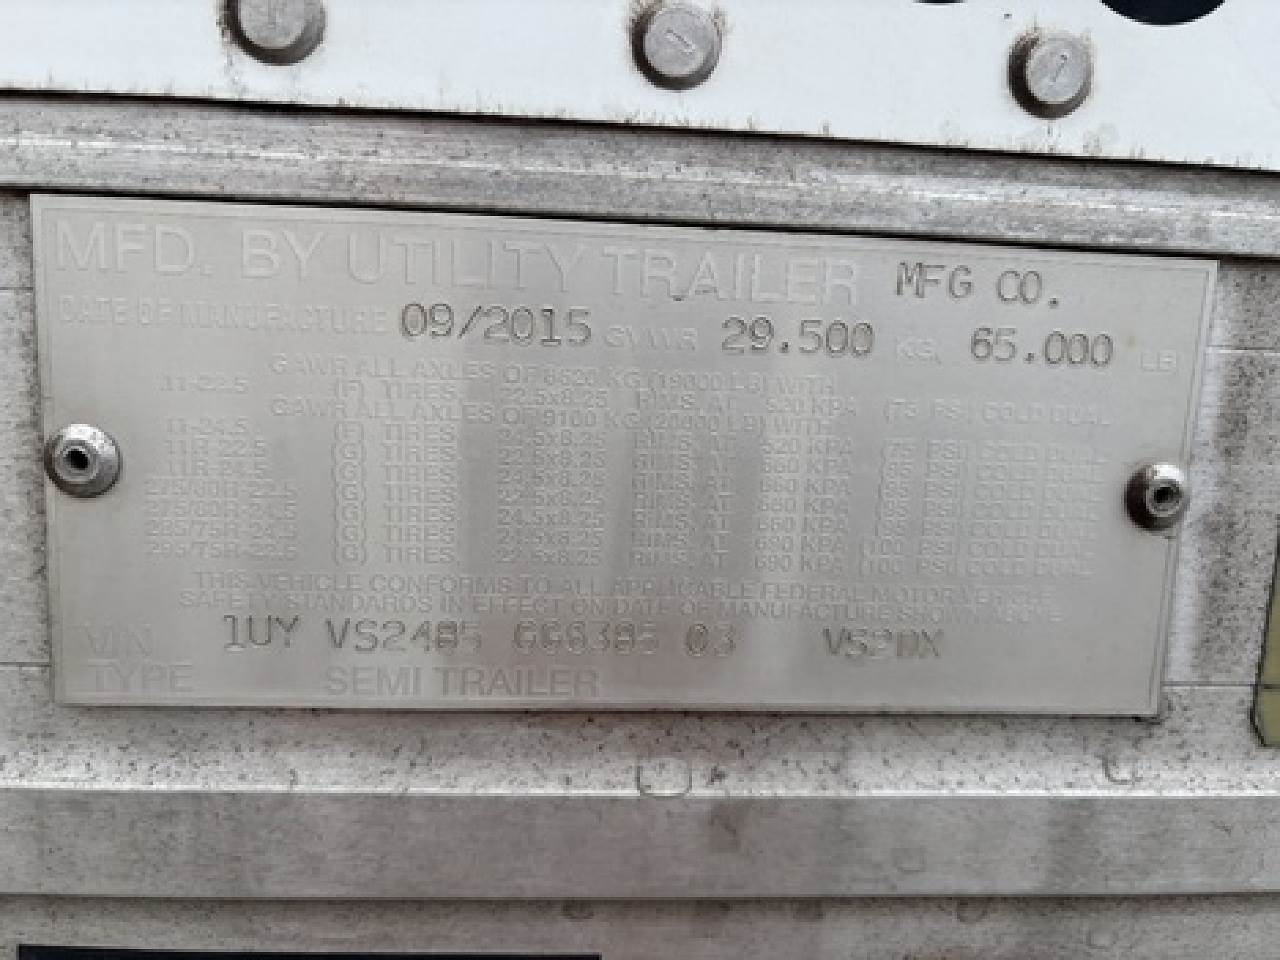 MFD. BY UTILITY TRAILER MFG CO.
DATE OF MANUFACTURE 09/2015 GVWR 29.500 KG, 65.000 LB
GAWR ALL AXLES OF 8620 KG (19000 LB) WITH
11-22.5 (F) TIRES, RIMS, AT 520 KPA (75 PSI) COLD DUAL
GAWR ALL AXLES OF 9100 KG (20000 LB) WITH
11-24.5 (F) TIRES, RIMS, AT 520 KPA (75 PSI) COLD DUAL
11R-22.5 (G) TIRES, 22.5x8.25 RIMS, AT 660 KPA (95 PSI) COLD DUAL
11R-24.5 (G) TIRES, 24.5x8.25 RIMS, AT 660 KPA (95 PSI) COLD DUAL
275/80R-22.5 (G) TIRES, 22.5x8.25 RIMS, AT 660 KPA (95 PSI) COLD DUAL
275/80R-24.5 (G) TIRES, 24.5x8.25 RIMS, AT 660 KPA (95 PSI) COLD DUAL
285/75R-24.5 (G) TIRES, 24.5x8.25 RIMS, AT 690 KPA (100 PSI) COLD DUAL
295/75R-22.5 (G) TIRES, 22.5x8.25 RIMS, AT 690 KPA (100 PSI) COLD DUAL
THIS VEHICLE CONFORMS TO ALL APPLICABLE FEDERAL MOTOR VEHICLE
SAFETY STANDARDS IN EFFECT ON DATE OF MANUFACTURE SHOWN ABOVE
VIN 1UY VS2485 GG6385 03 VS2DX
TYPE SEMI TRAILER